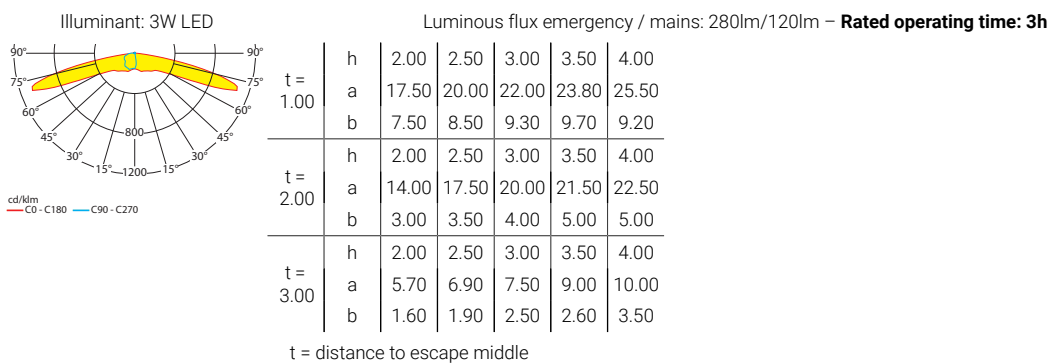 Illuminant: 3W LED
Luminous flux emergency / mains: 280lm/120lm – Rated operating time: 3h
90° 90°
75° 75°
60° 60°
45° 800 45°
30° 30°
15° 1200 15°
cd/klm
C0 - C180 C90 - C270
t = 1.00
h 2.00 2.50 3.00 3.50 4.00
a 17.50 20.00 22.00 23.80 25.50
b 7.50 8.50 9.30 9.70 9.20
t = 2.00
h 2.00 2.50 3.00 3.50 4.00
a 14.00 17.50 20.00 21.50 22.50
b 3.00 3.50 4.00 5.00 5.00
t = 3.00
h 2.00 2.50 3.00 3.50 4.00
a 5.70 6.90 7.50 9.00 10.00
b 1.60 1.90 2.50 2.60 3.50
t = distance to escape middle